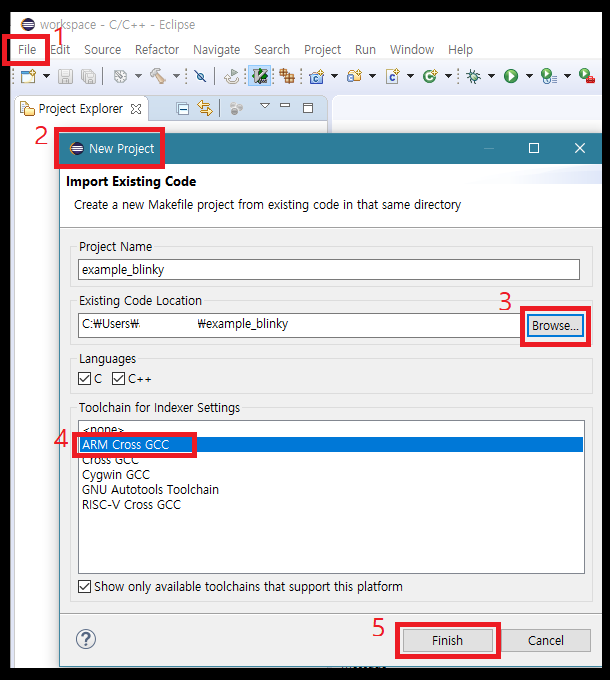 workspace - C/C++ - Eclipse
1
File Edit Source Refactor Navigate Search Project Run Window Help
Project Explorer
2
New Project
Import Existing Code
Create a new Makefile project from existing code in that same directory
Project Name
example_blinky
Existing Code Location
3
C:₩Users₩ ₩example_blinky
Browse...
Languages
C C++
Toolchain for Indexer Settings
<none>
4
ARM Cross GCC
Cross GCC
Cygwin GCC
GNU Autotools Toolchain
RISC-V Cross GCC
Show only available toolchains that support this platform
5
?
Finish Cancel